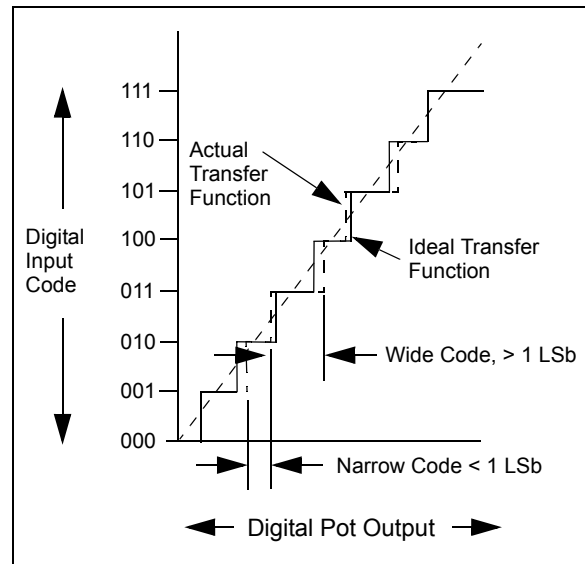 111
110
Actual
Transfer
Function
101
Digital
Input
Code
100
Ideal Transfer
Function
011
010
Wide Code, > 1 LSb
001
000
Narrow Code < 1 LSb
Digital Pot Output